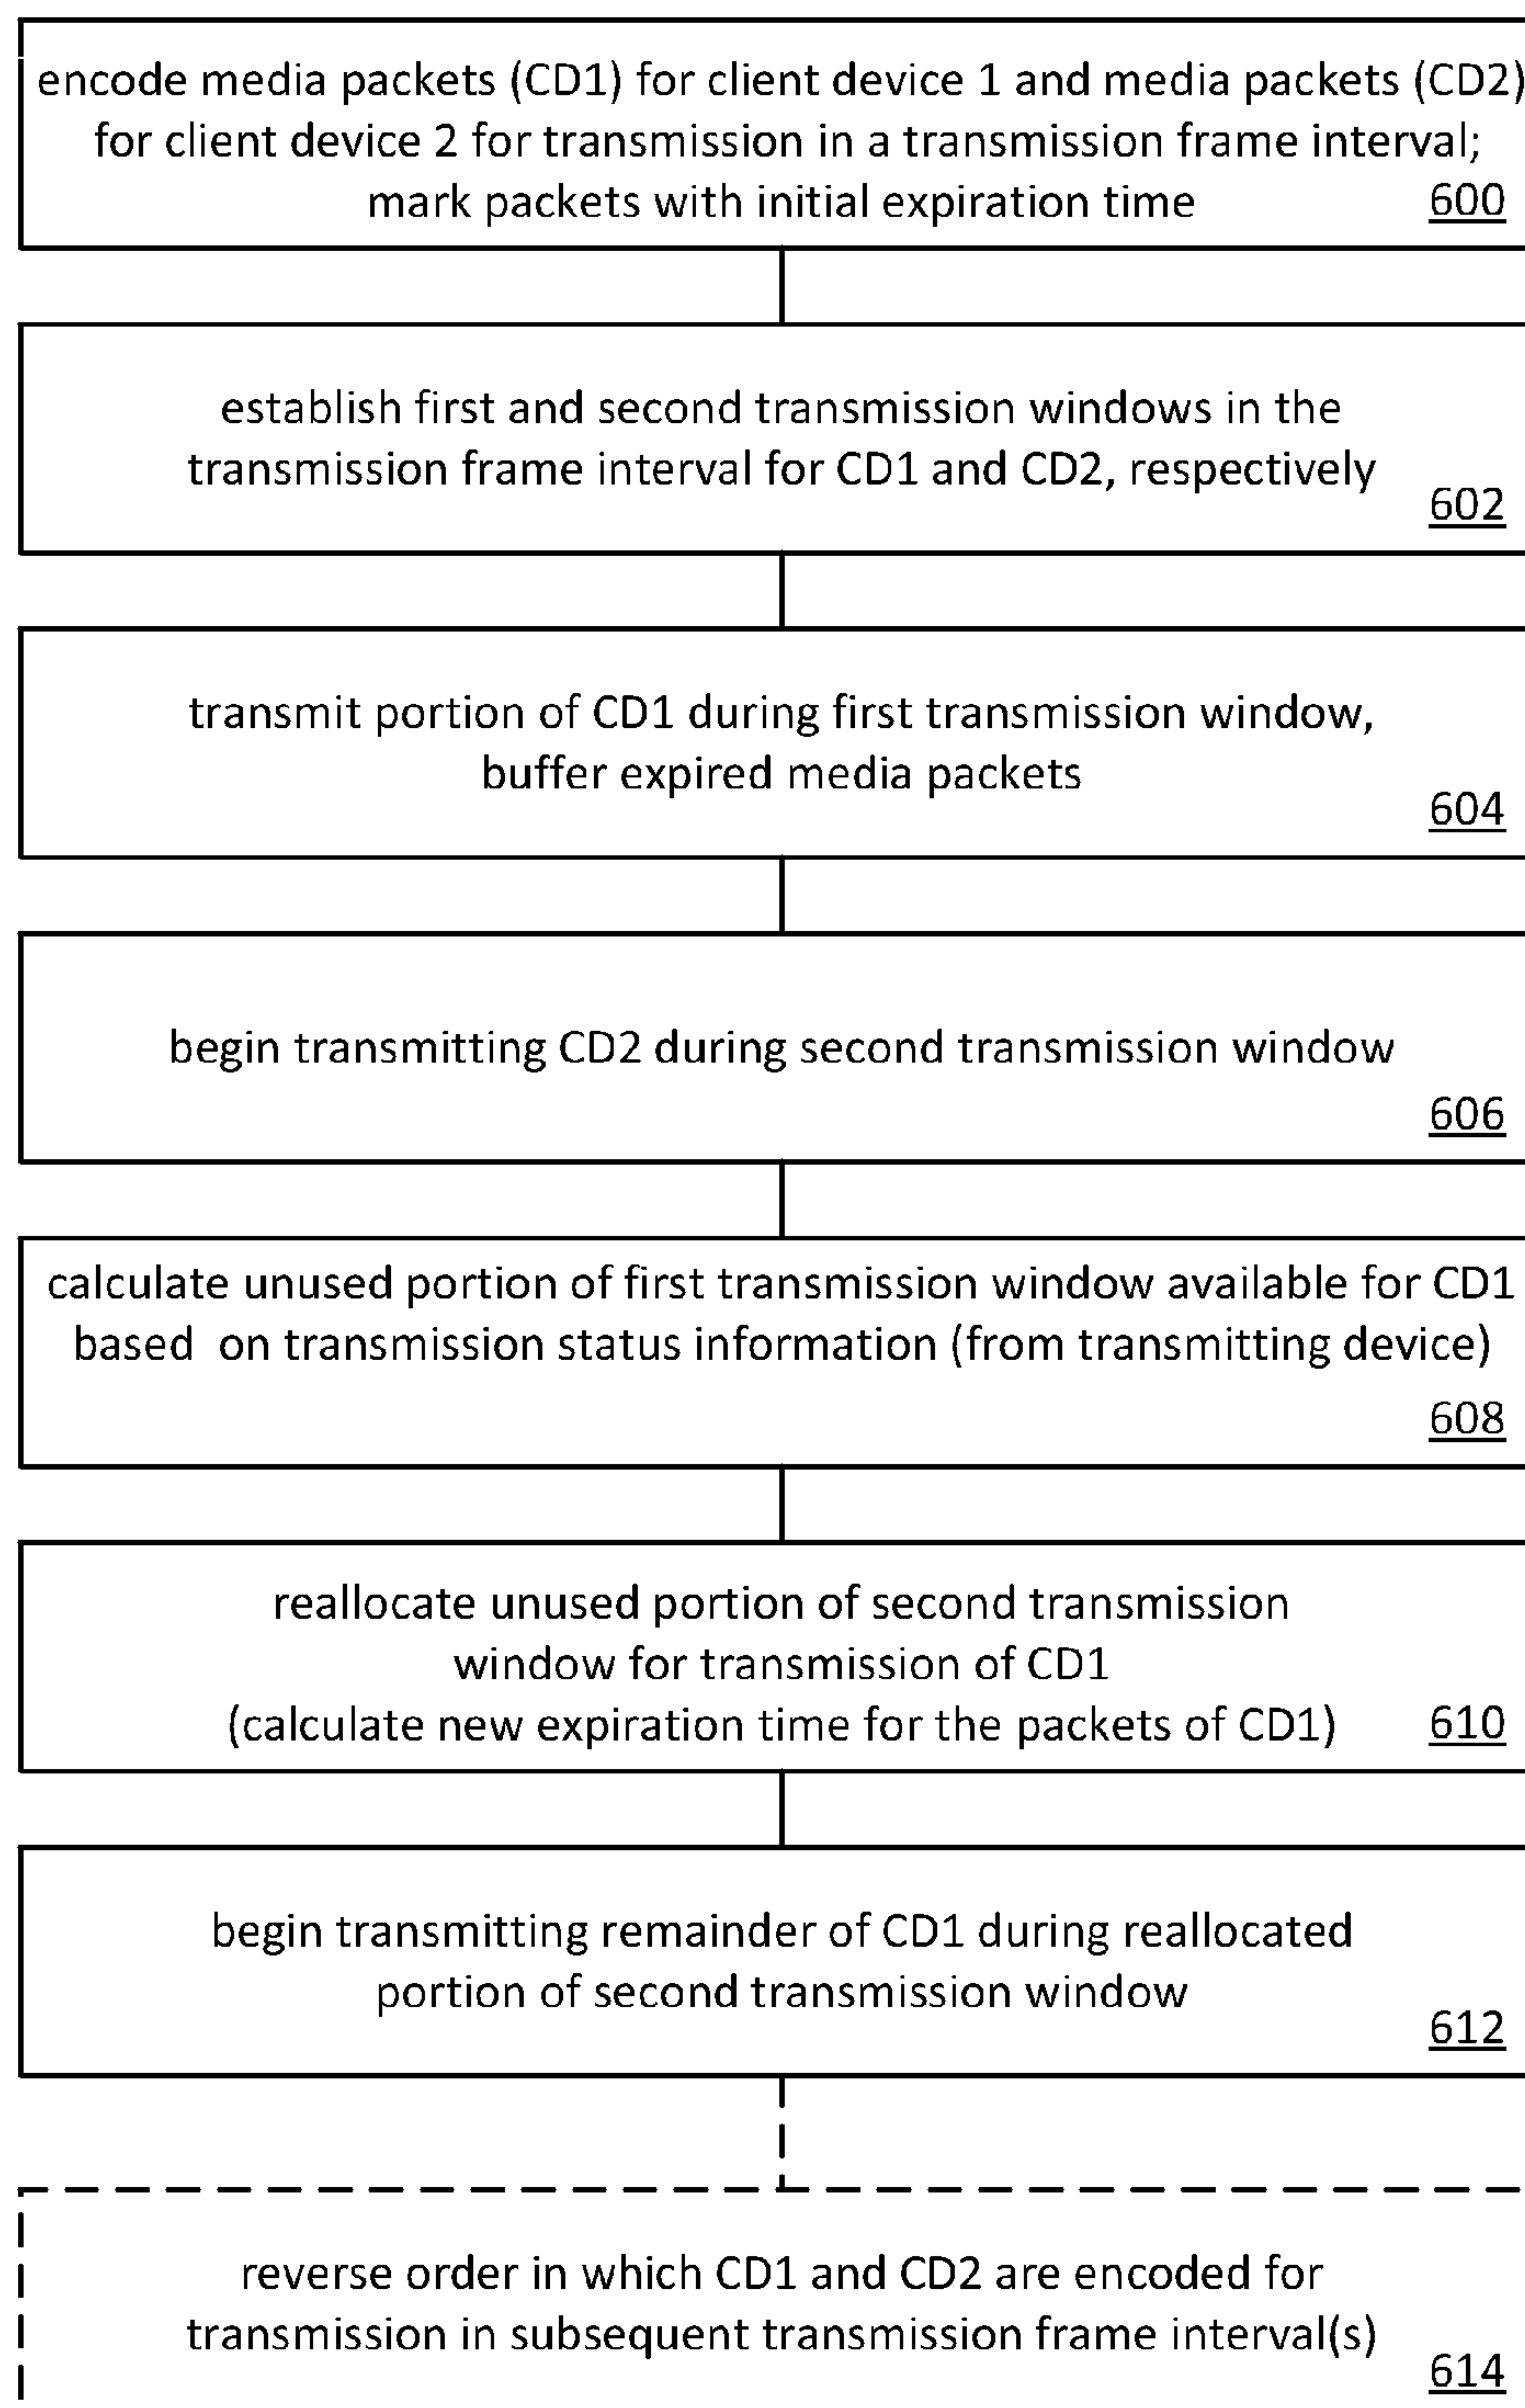 encode media packets (CD1) for client device 1 and media packets (CD2)
for client device 2 for transmission in a transmission frame interval;
mark packets with initial expiration time
600
establish first and second transmission windows in the
transmission frame interval for CD1 and CD2, respectively
602
transmit portion of CD1 during first transmission window,
buffer expired media packets
604
begin transmitting CD2 during second transmission window
606
calculate unused portion of first transmission window available for CD1
based on transmission status information (from transmitting device)
608
reallocate unused portion of second transmission
window for transmission of CD1
(calculate new expiration time for the packets of CD1)
610
begin transmitting remainder of CD1 during reallocated
portion of second transmission window
612
reverse order in which CD1 and CD2 are encoded for
transmission in subsequent transmission frame interval(s)
614